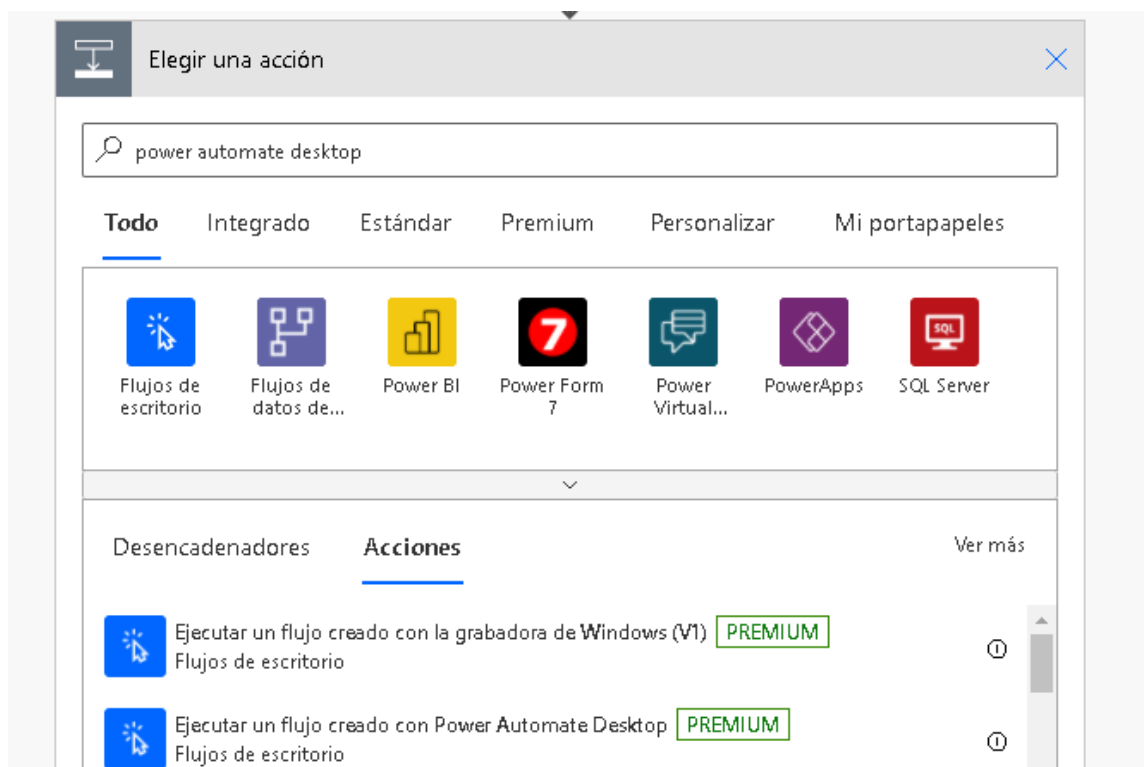 Elegir una acción
power automate desktop
Todo Integrado Estándar Premium Personalizar Mi portapapeles
Flujos de escritorio
Flujos de datos de...
Power BI
Power Form 7
Power Virtual...
PowerApps
SQL Server
SQL
7
Desencadenadores Acciones Ver más
Ejecutar un flujo creado con la grabadora de Windows (V1) PREMIUM
Flujos de escritorio
Ejecutar un flujo creado con Power Automate Desktop PREMIUM
Flujos de escritorio